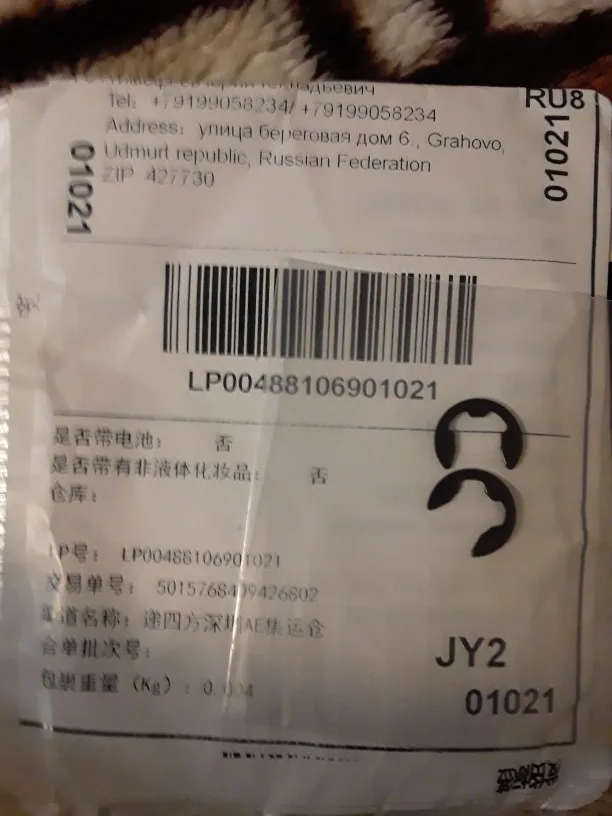 Tel: +79199058234/ +79199058234
RU8
Address: улица береговая дом 6., Grahovo,
Udmurt republic, Russian Federation
ZIP 427730
01021
01021
LP00488106901021
是否带电池: 否
是否带有非液体化妆品: 否
仓库:
LP号: LP00488106901021
交易单号:
渠道名称: 递四方深圳AE集运仓
合单批次号:
包裹重量 (Kg) : 0.004
JY2
01021